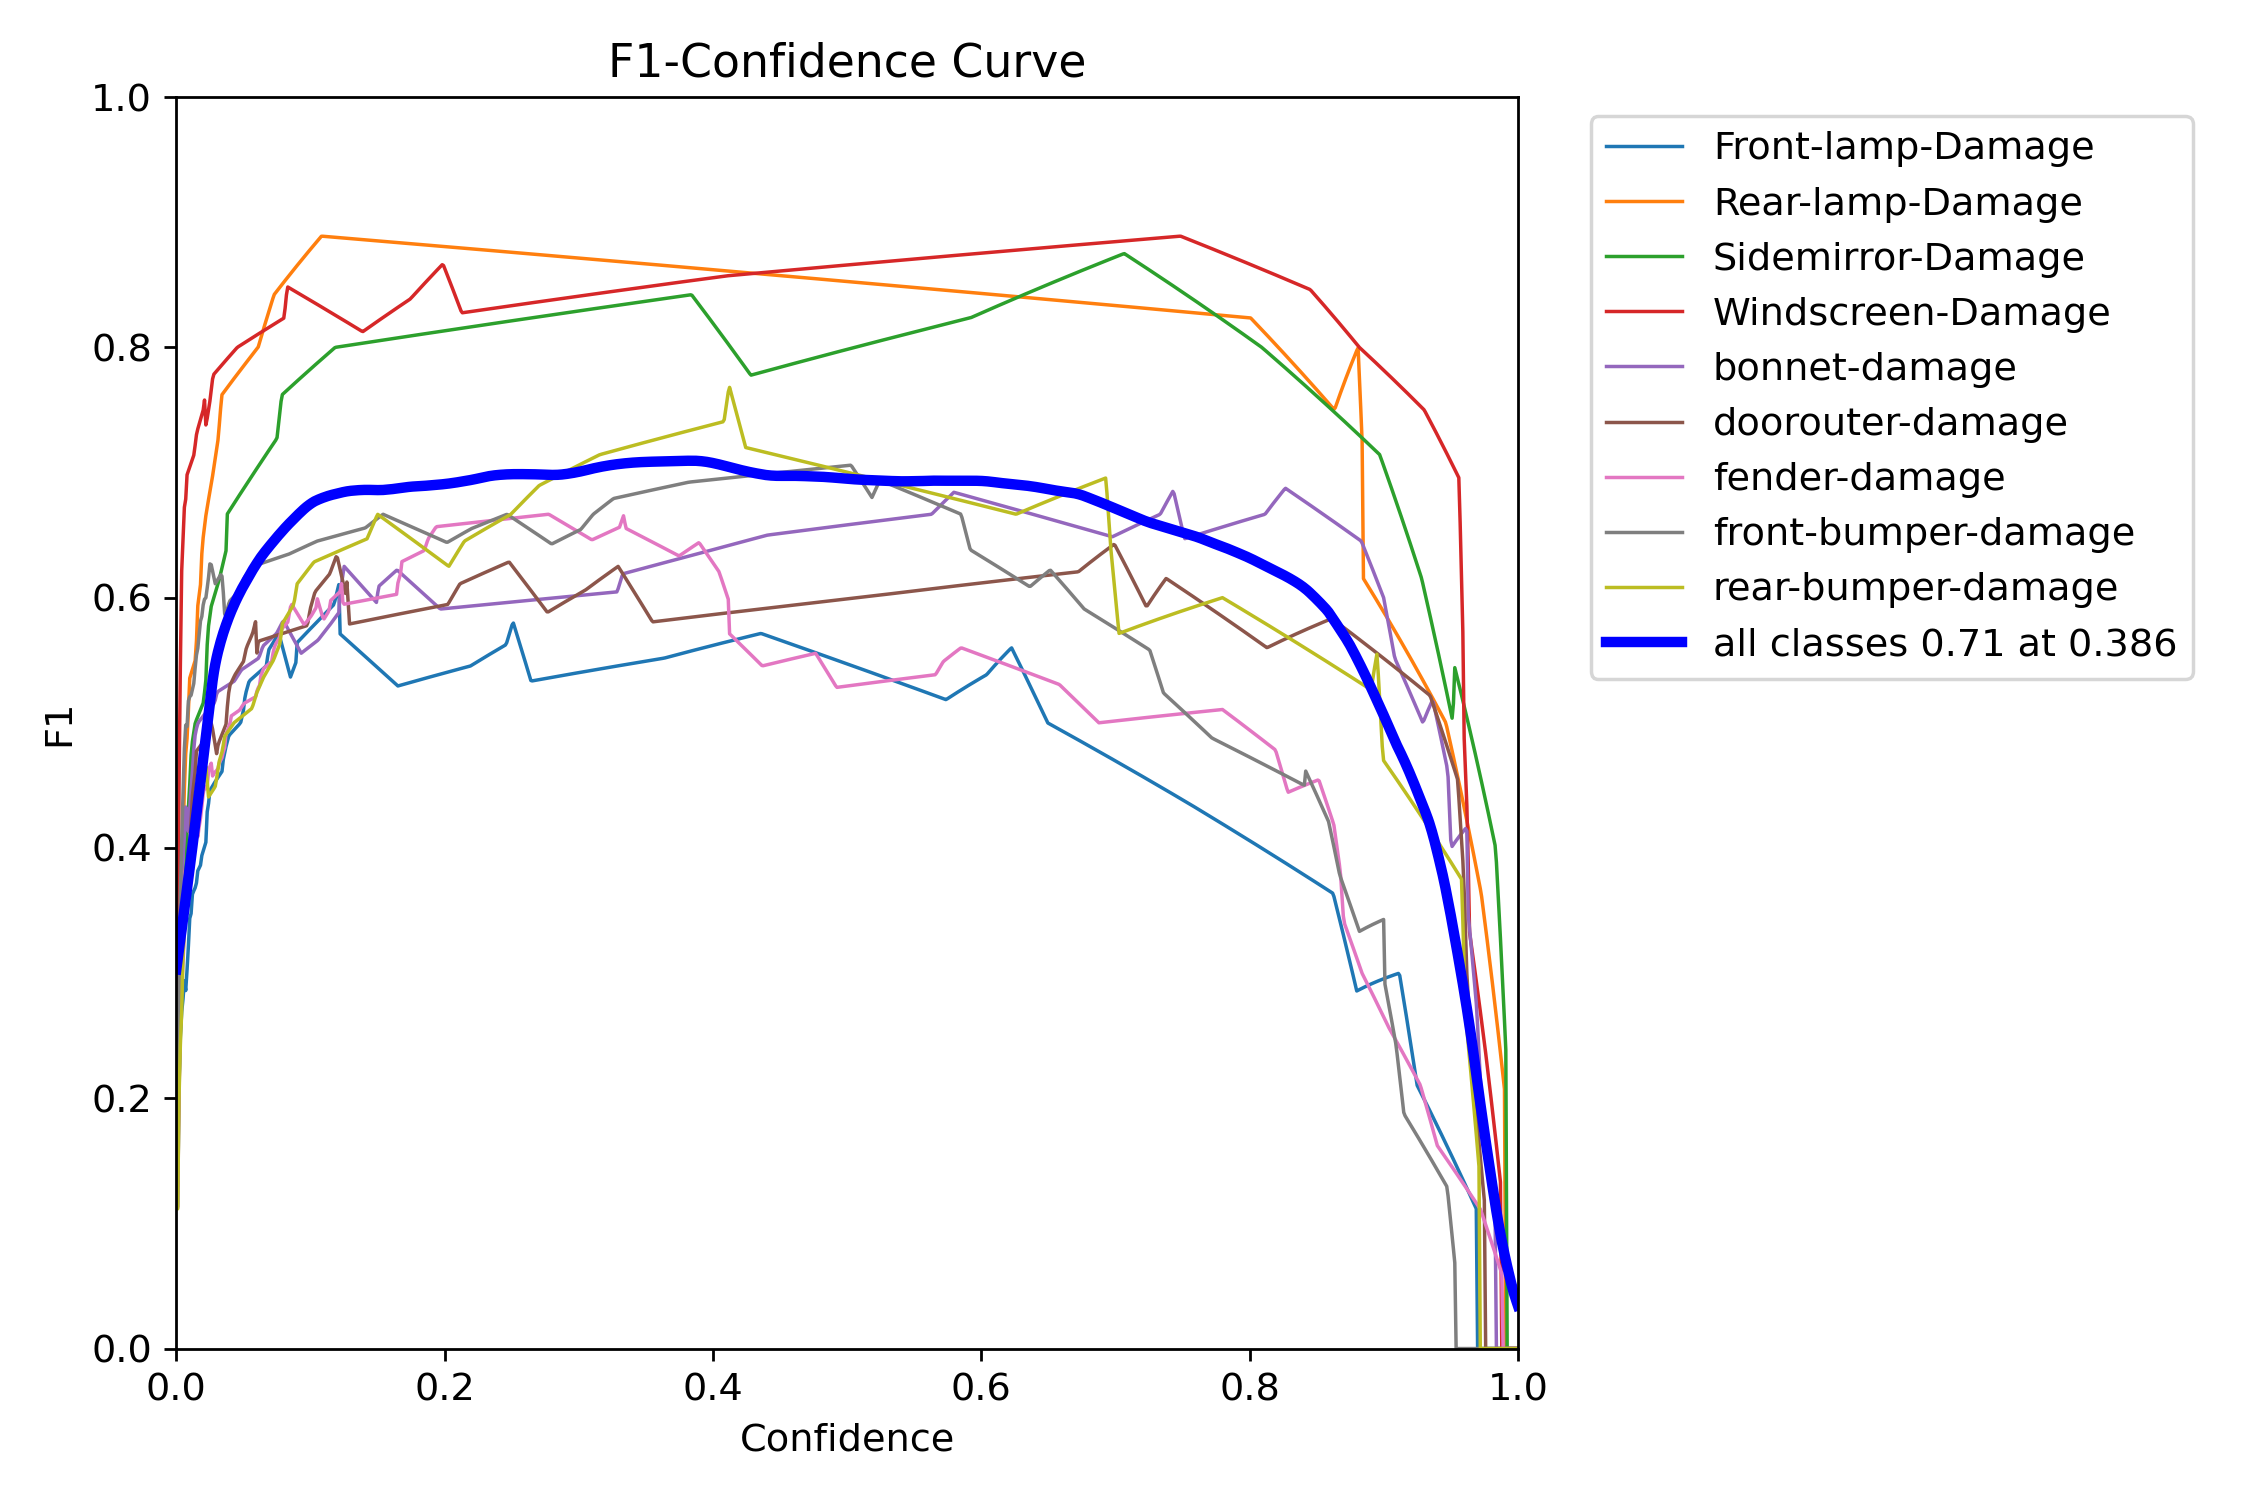 F1-Confidence Curve
1.0
0.8
0.6
0.4
0.2
0.0
F1
0.0 0.2 0.4 0.6 0.8 1.0
Confidence
Front-lamp-Damage
Rear-lamp-Damage
Sidemirror-Damage
Windscreen-Damage
bonnet-damage
doorouter-damage
fender-damage
front-bumper-damage
rear-bumper-damage
all classes 0.71 at 0.386